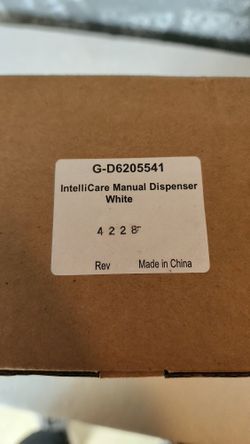 G-D6205541
IntelliCare Manual Dispenser
White
4228
Rev Made in China